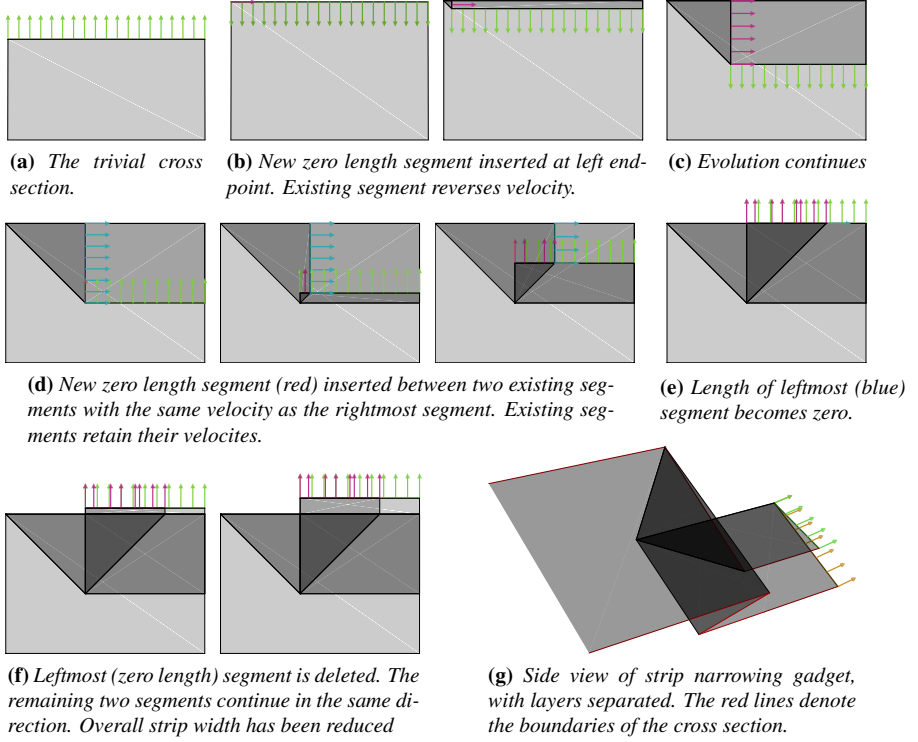 (a) The trivial cross
section.
(b) New zero length segment inserted at left end-
point. Existing segment reverses velocity.
(c) Evolution continues
(d) New zero length segment (red) inserted between two existing seg-
ments with the same velocity as the rightmost segment. Existing seg-
ments retain their velocites.
(e) Length of leftmost (blue)
segment becomes zero.
(f) Leftmost (zero length) segment is deleted. The
remaining two segments continue in the same di-
rection. Overall strip width has been reduced
(g) Side view of strip narrowing gadget,
with layers separated. The red lines denote
the boundaries of the cross section.